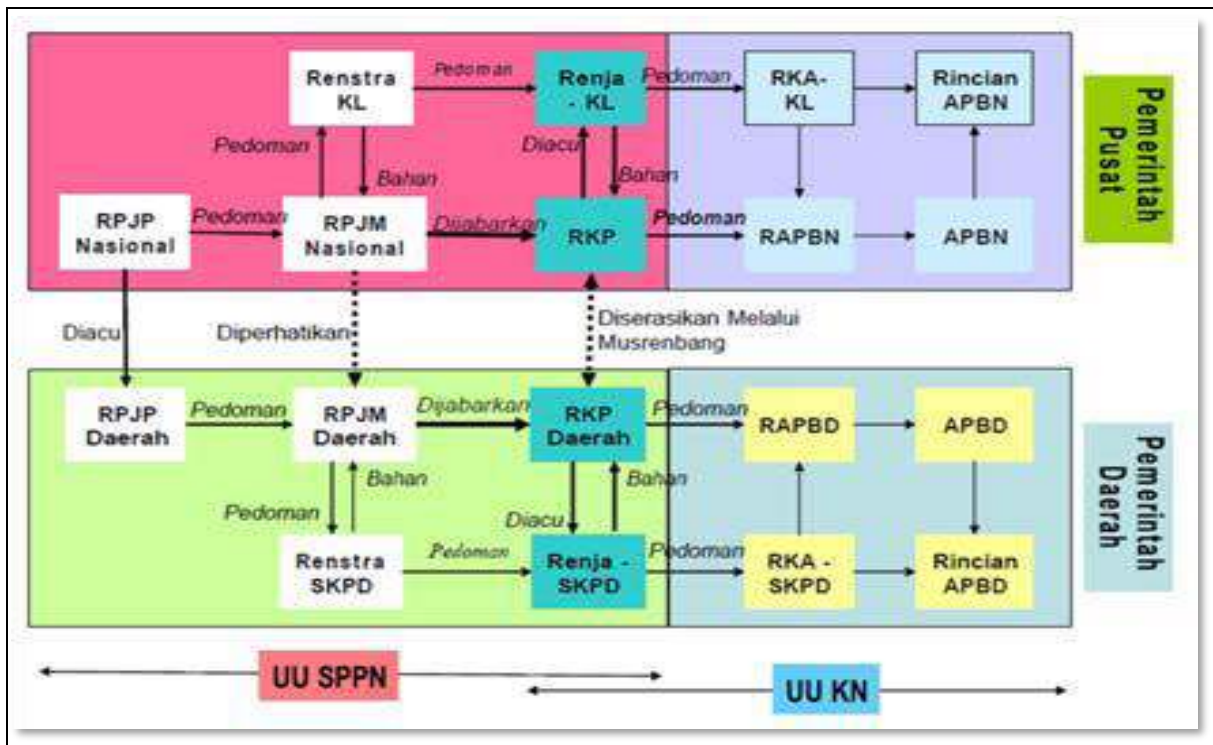 Renstra
KL
Pedoman
Renja
- KL
Pedoman
RKA-
KL
Rincian
APBN
Pedoman
Bahan
Diacu
Bahan
RPJP
Nasional
Pedoman
RPJM
Nasional
Dijabarkan
RKP
Pedoman
RAPBN
APBN
Pemerintah
Pusat
Diacu
Diperhatikan
Diserasikan Melalui
Musrenbang
RPJP
Daerah
Pedoman
RPJM
Daerah
Dijabarkan
RKP
Daerah
Pedoman
RAPBD
APBD
Pedoman
Bahan
Diacu
Bahan
Renstra
SKPD
Pedoman
Renja -
SKPD
Pedoman
RKA -
SKPD
Rincian
APBD
Pemerintah
Daerah
UU SPPN
UU KN